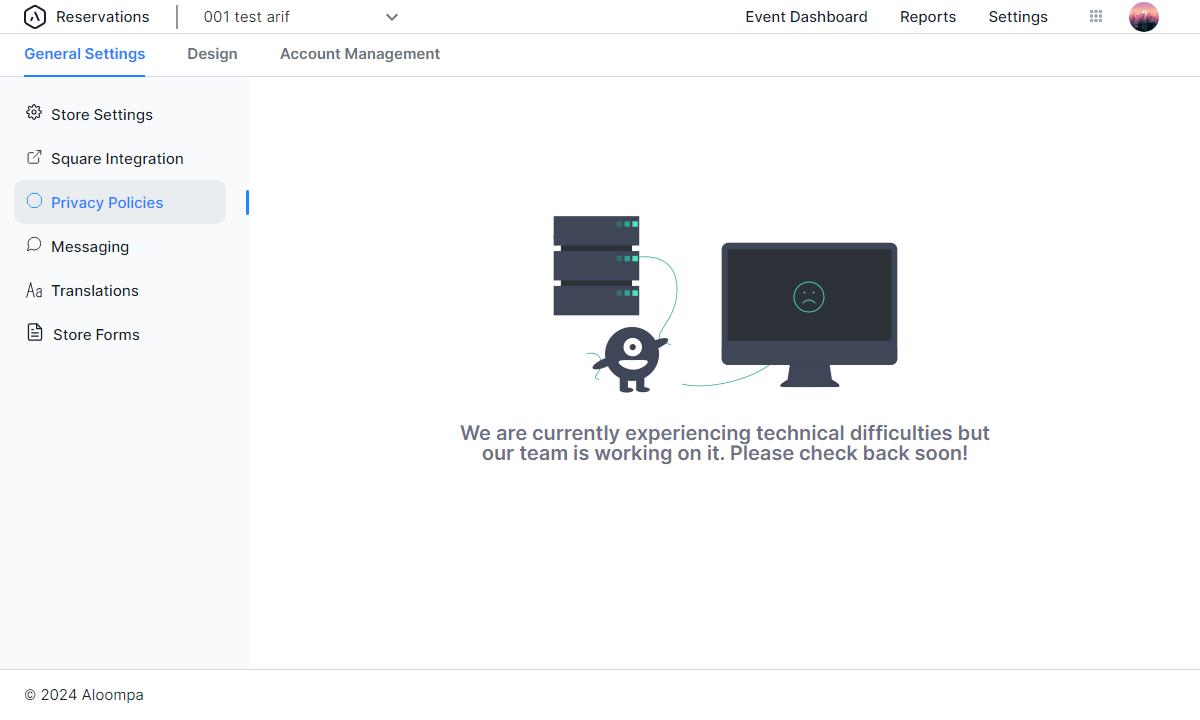 Reservations
001 test arif
Event Dashboard
Reports
Settings
General Settings
Design
Account Management
Store Settings
Square Integration
Privacy Policies
Messaging
Aa Translations
Store Forms
We are currently experiencing technical difficulties but
our team is working on it. Please check back soon!
© 2024 Aloompa